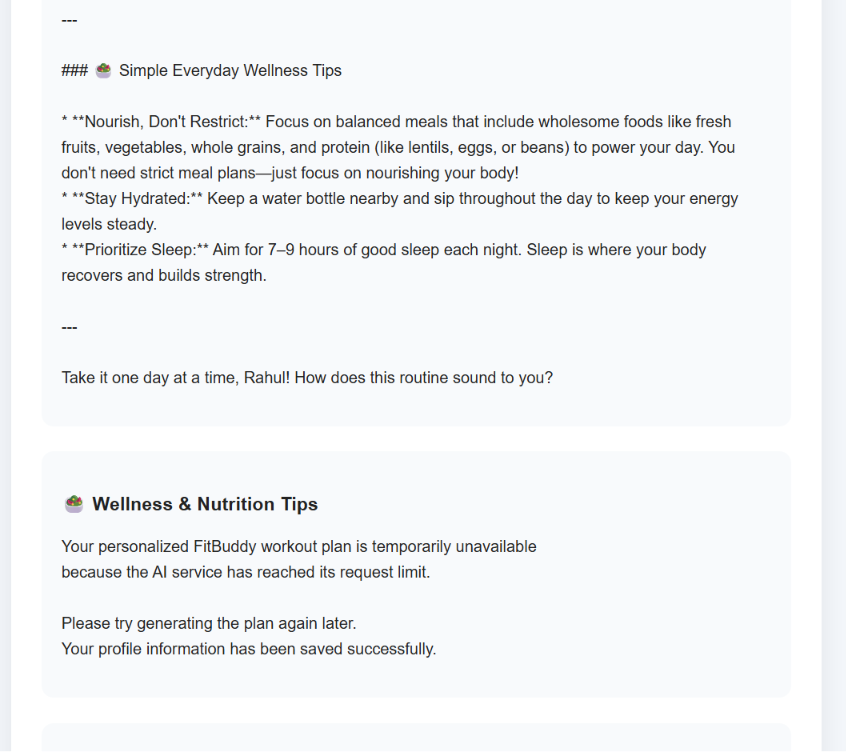 ---
### 🥗 Simple Everyday Wellness Tips
* **Nourish, Don't Restrict:** Focus on balanced meals that include wholesome foods like fresh
fruits, vegetables, whole grains, and protein (like lentils, eggs, or beans) to power your day. You
don't need strict meal plans—just focus on nourishing your body!
* **Stay Hydrated:** Keep a water bottle nearby and sip throughout the day to keep your energy
levels steady.
* **Prioritize Sleep:** Aim for 7–9 hours of good sleep each night. Sleep is where your body
recovers and builds strength.
---
Take it one day at a time, Rahul! How does this routine sound to you?
🥗 Wellness & Nutrition Tips
Your personalized FitBuddy workout plan is temporarily unavailable
because the AI service has reached its request limit.
Please try generating the plan again later.
Your profile information has been saved successfully.